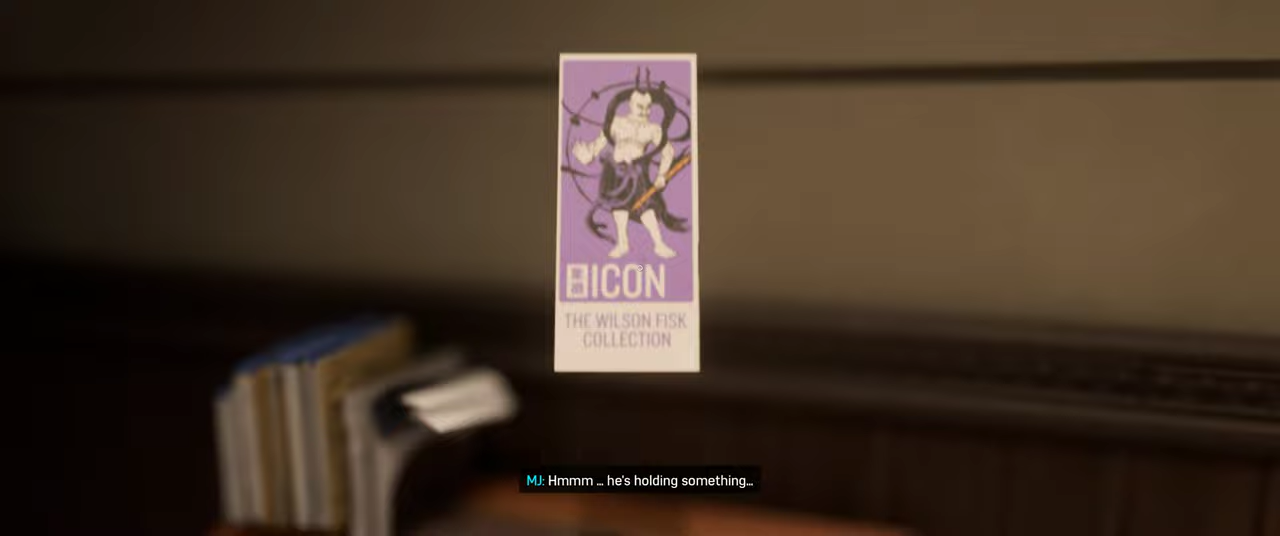 ICON
THE WILSON FISK
COLLECTION
MJ: Hmmm ... he's holding something...